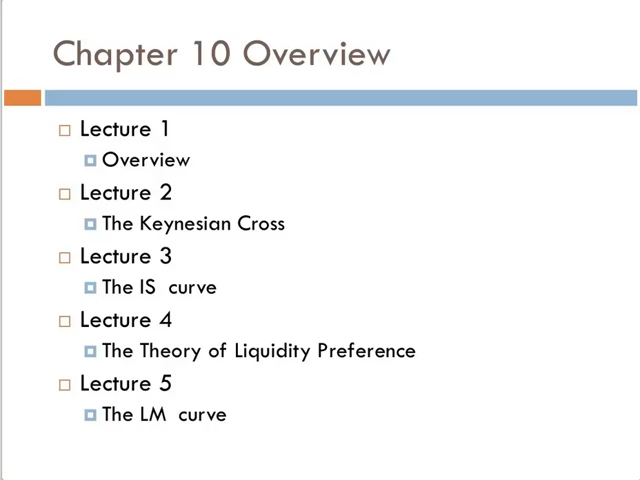 Chapter 10 Overview
Lecture 1
Overview
Lecture 2
The Keynesian Cross
Lecture 3
The IS  curve
Lecture 4
The Theory of Liquidity Preference
Lecture 5
The LM  curve